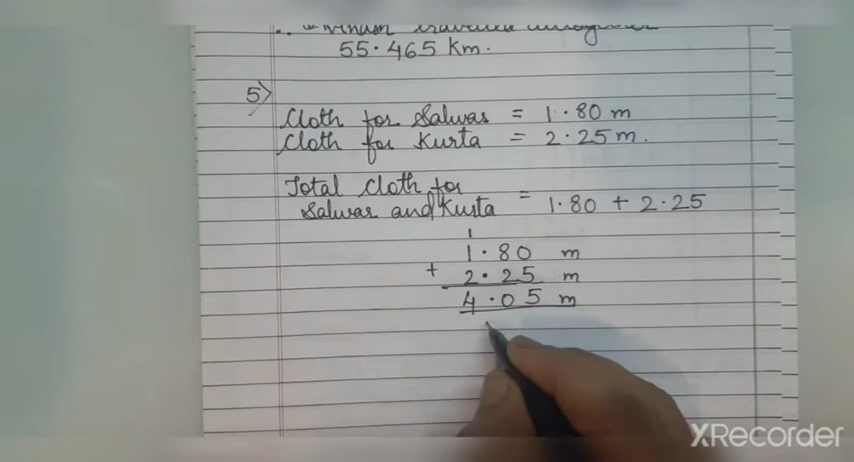 travelled
55.465 Km.
5>
Cloth for Salwar = 1.80 m
Cloth for Kurta = 2.25 m.
Total Cloth for
Salwar and Kurta = 1.80 + 2.25
1
1.80 m
+ 2.25 m
4.05 m
XRecorder